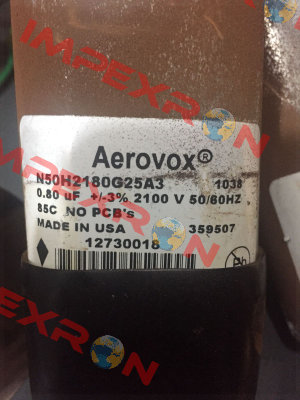 IMPEXRON
Aerovox®
N50H2180G25A3 1038
0.80 uF +/-3% 2100 V 50/60HZ
85C NO PCB's
MADE IN USA 359507
12730018
Pb
IMPEXRON